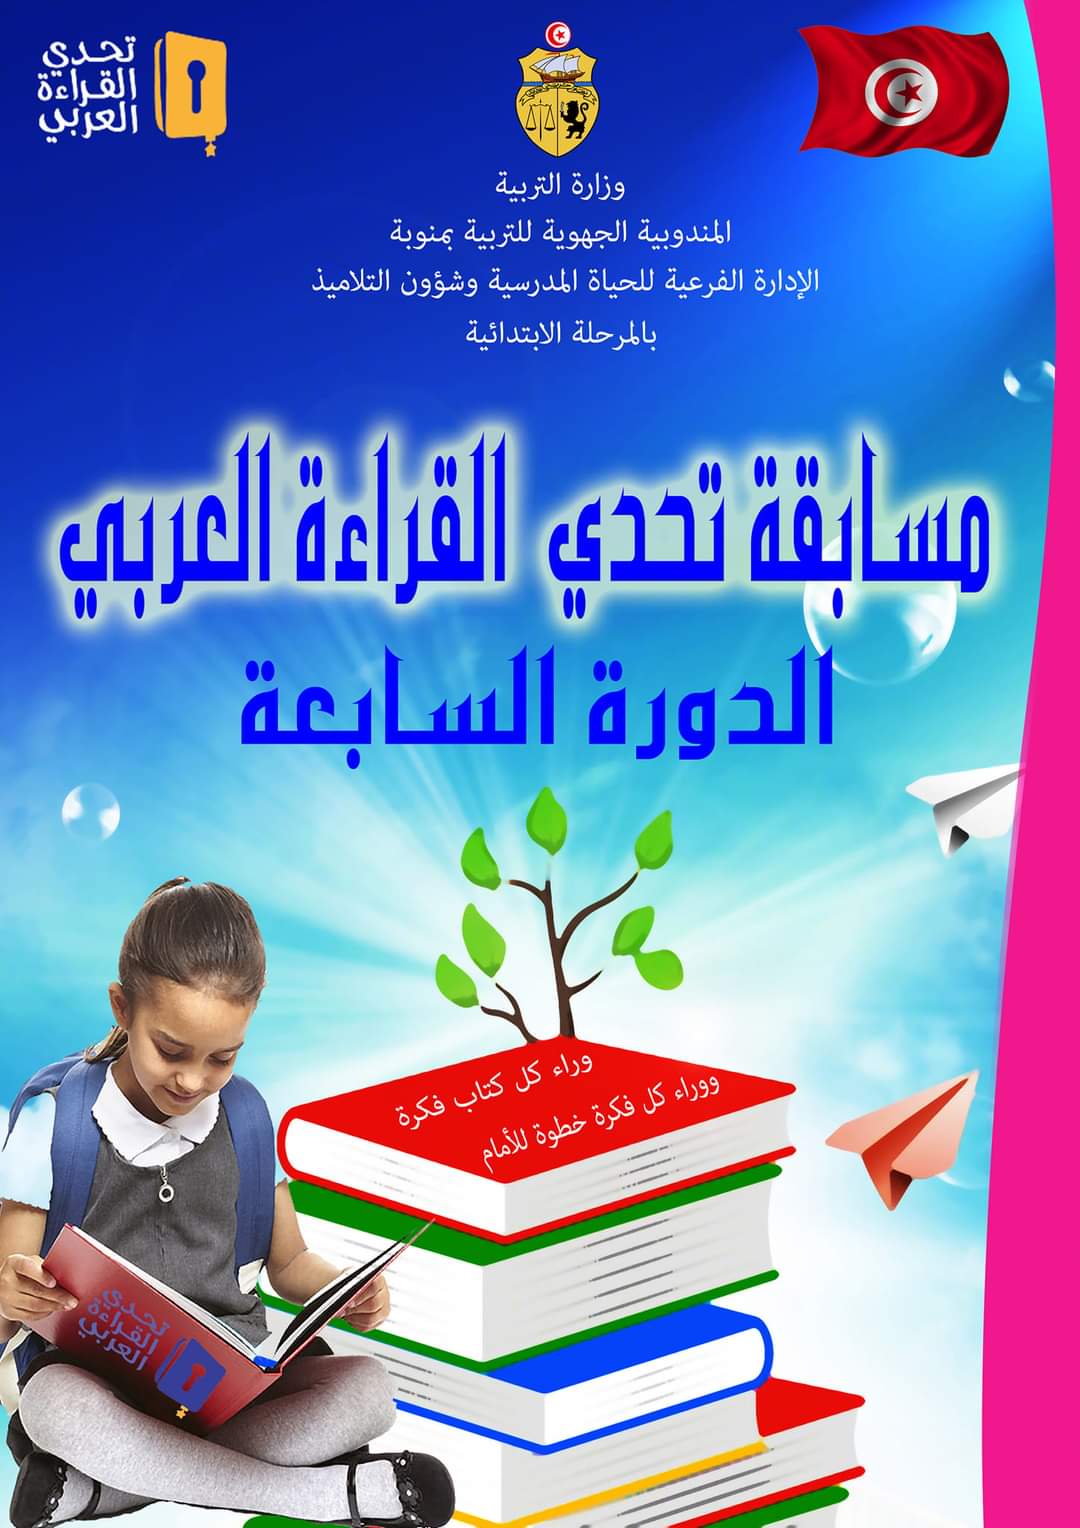 تحدي
القراءة
العربي
وزارة التربية
المندوبية الجهوية للتربية بمنوبة
الإدارة الفرعية للحياة المدرسية وشؤون التلاميذ
بالمرحلة الابتدائية
مسابقة تحدي القراءة العربي
الدورة السابعة
وراء كل كتاب فكرة
ووراء كل فكرة خطوة للأمام
تحدي
القراءة
العربي